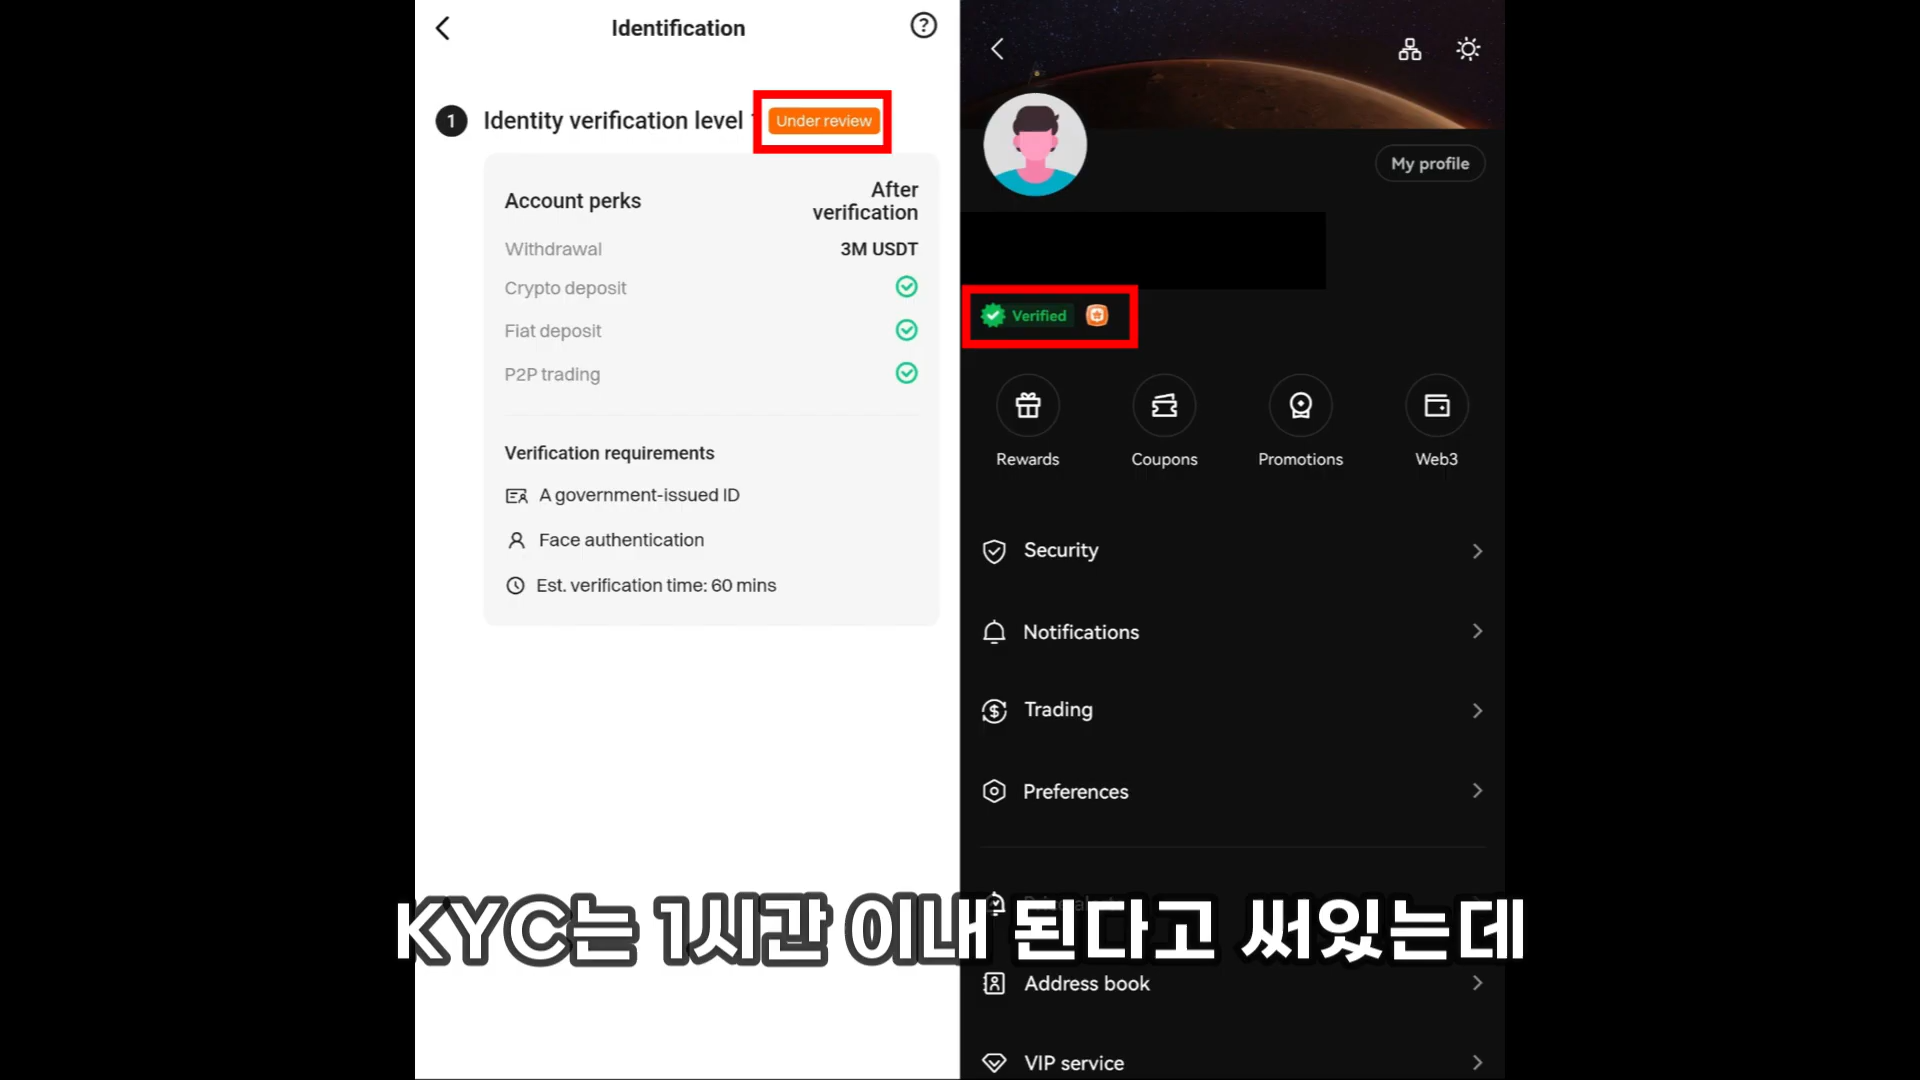 Identification
1 Identity verification level
Under review
Account perks
After
verification
Withdrawal
3M USDT
Crypto deposit
Fiat deposit
P2P trading
Verification requirements
A government-issued ID
Face authentication
Est. verification time: 60 mins
My profile
Verified
Rewards
Coupons
Promotions
Web3
Security
Notifications
Trading
Preferences
KYC는 1시간 이내 된다고 써있는데
Address book
VIP service